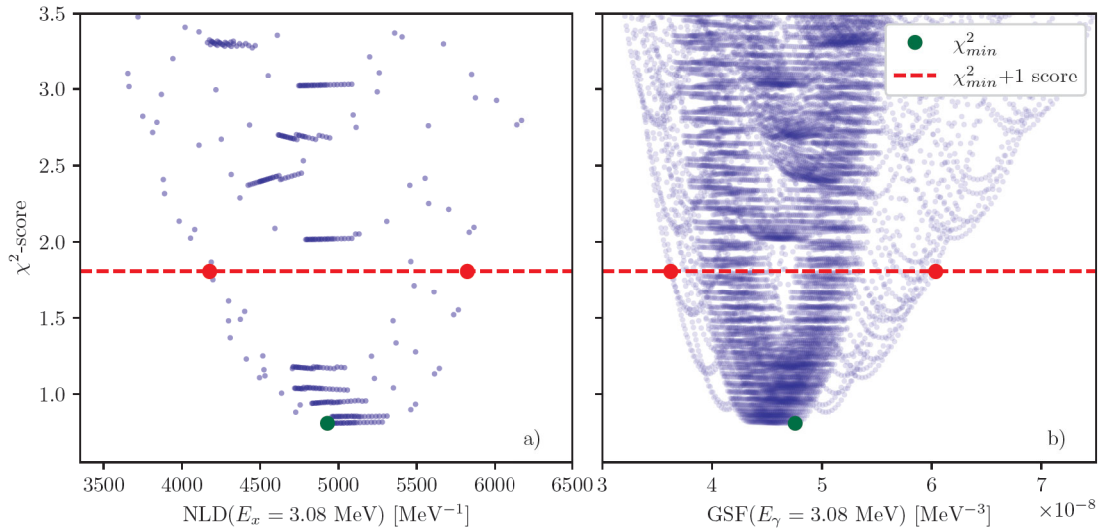 3.5
3.0
2.5
2.0
1.5
1.0
χ²-score
3500 4000 4500 5000 5500 6000 6500
NLD(Eₓ = 3.08 MeV) [MeV⁻¹]
a)
χ²ₘᵢₙ
χ²ₘᵢₙ+1 score
b)
3 4 5 6 7
×10⁻⁸
GSF(Eᵧ = 3.08 MeV) [MeV⁻³]